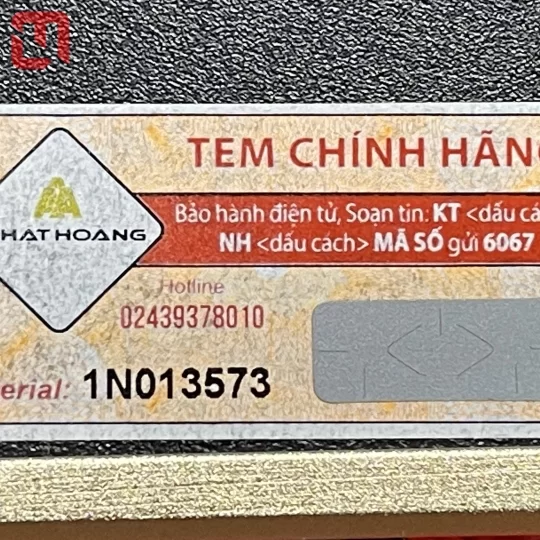 TEM CHÍNH HÃNG
HAT HOANG
Bảo hành điện tử, Soạn tin: KT <dấu cá
NH <dấu cách> MÃ SỐ gửi 6067
Hotline
02439378010
erial: 1N013573